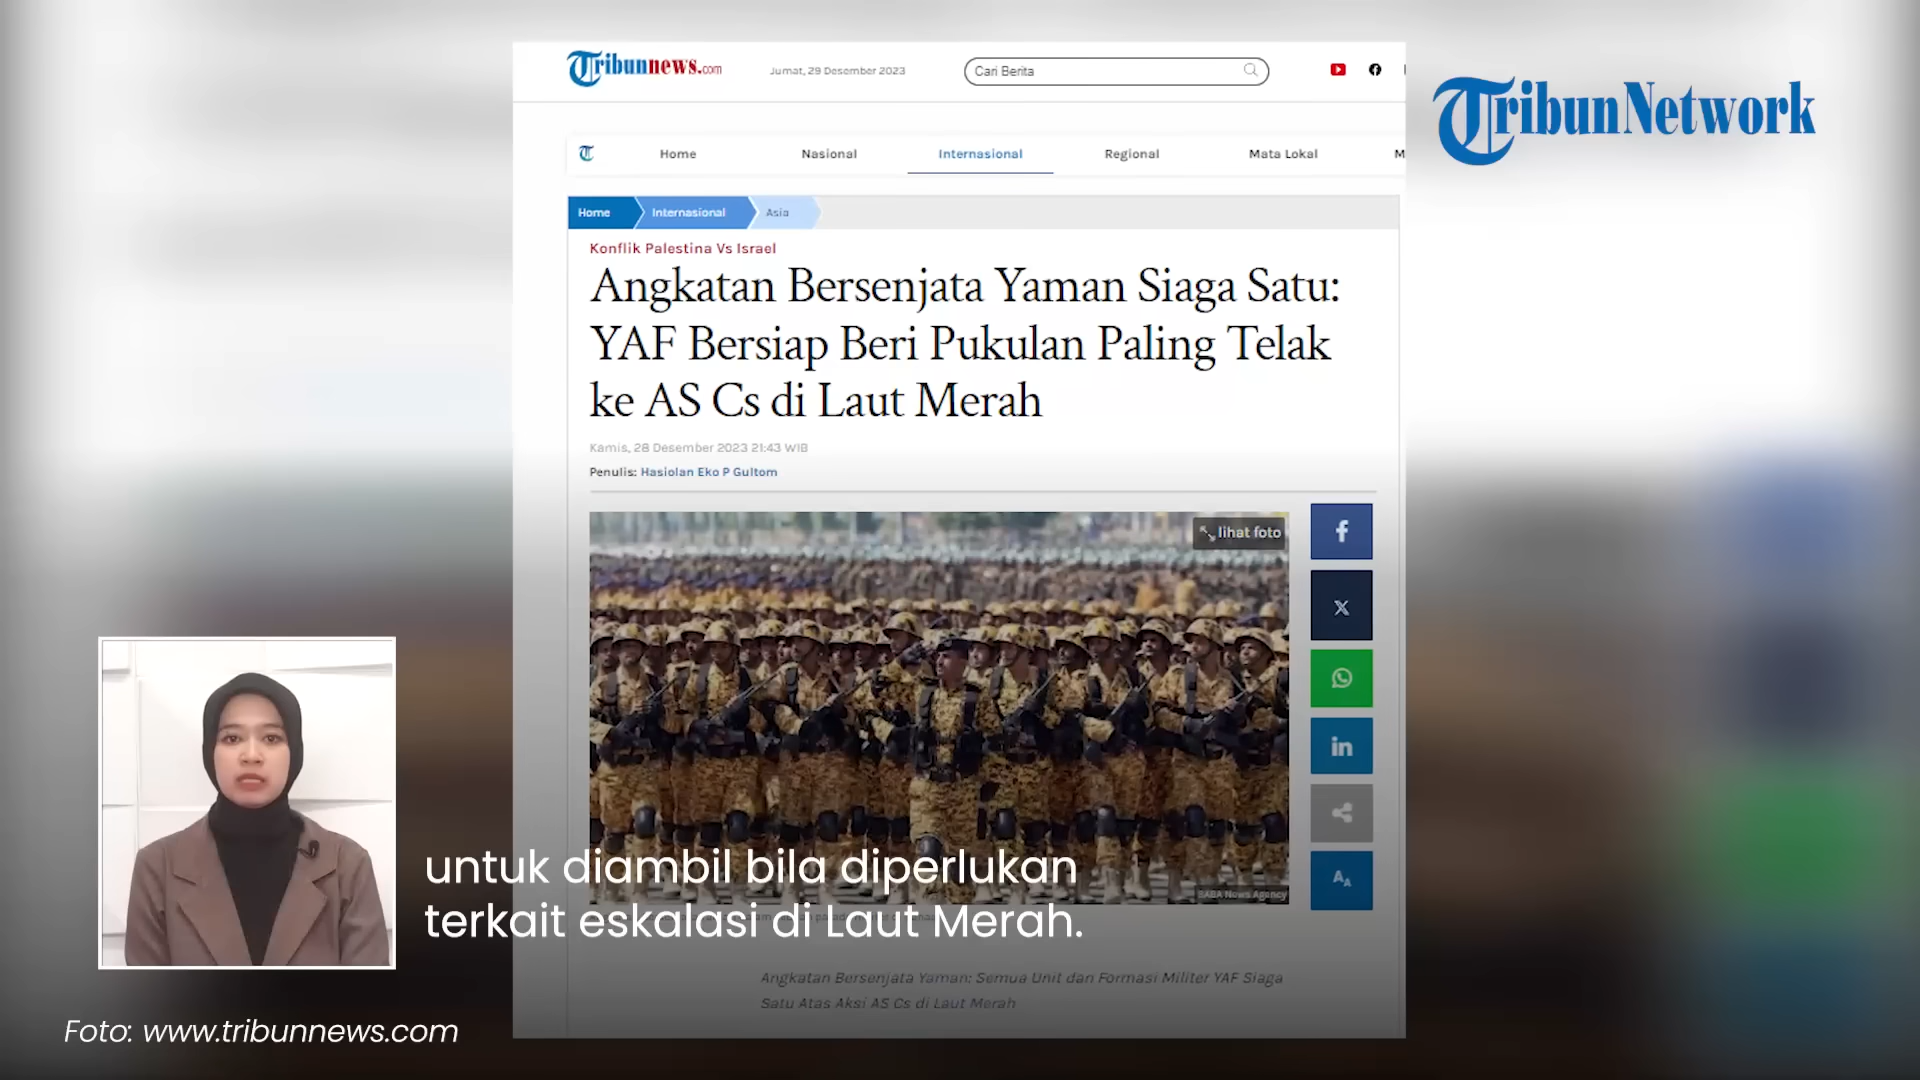 Tribunnews.com
Jumat, 29 Desember 2023
Cari Berita
TribunNetwork
Home
Nasional
Internasional
Regional
Mata Lokal
M
Home
Internasional
Asia
Konflik Palestina Vs Israel
Angkatan Bersenjata Yaman Siaga Satu:
YAF Bersiap Beri Pukulan Paling Telak
ke AS Cs di Laut Merah
Kamis, 28 Desember 2023 21:43 WIB
Penulis: Hasiolan Eko P Gultom
lihat foto
SABA News Agency
untuk diambil bila diperlukan
terkait eskalasi di Laut Merah.
Angkatan Bersenjata Yaman: Semua Unit dan Formasi Militer YAF Siaga
Satu Atas Aksi AS Cs di Laut Merah
Foto: www.tribunnews.com